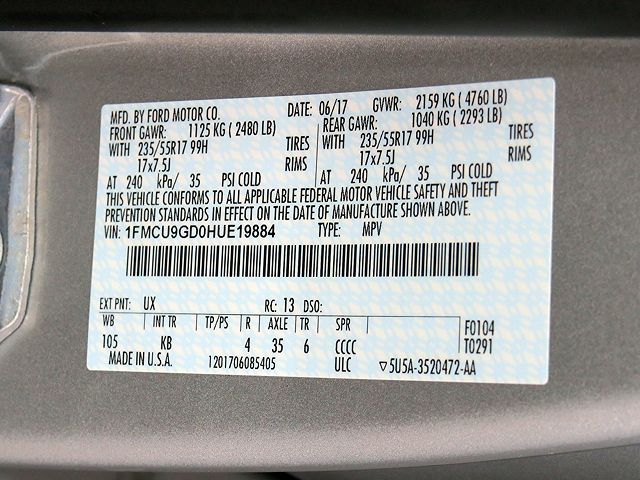 MFD. BY FORD MOTOR CO. DATE: 06/17 GVWR: 2159 KG ( 4760 LB)
FRONT GAWR: 1125 KG ( 2480 LB) REAR GAWR: 1040 KG ( 2293 LB)
WITH 235/55R17 99H TIRES WITH 235/55R17 99H TIRES
17x7.5J RIMS 17x7.5J RIMS
AT 240 kPa/ 35 PSI COLD AT 240 kPa/ 35 PSI COLD
THIS VEHICLE CONFORMS TO ALL APPLICABLE FEDERAL MOTOR VEHICLE SAFETY AND THEFT
PREVENTION STANDARDS IN EFFECT ON THE DATE OF MANUFACTURE SHOWN ABOVE.
VIN: 1FMCU9GD0HUE19884 TYPE: MPV
EXT PNT: UX RC: 13 DSO:
WB INT TR TP/PS R AXLE TR SPR F0104
105 KB 4 35 6 CCCC T0291
MADE IN U.S.A. 1201706085405 ULC ▽5U5A-3520472-AA